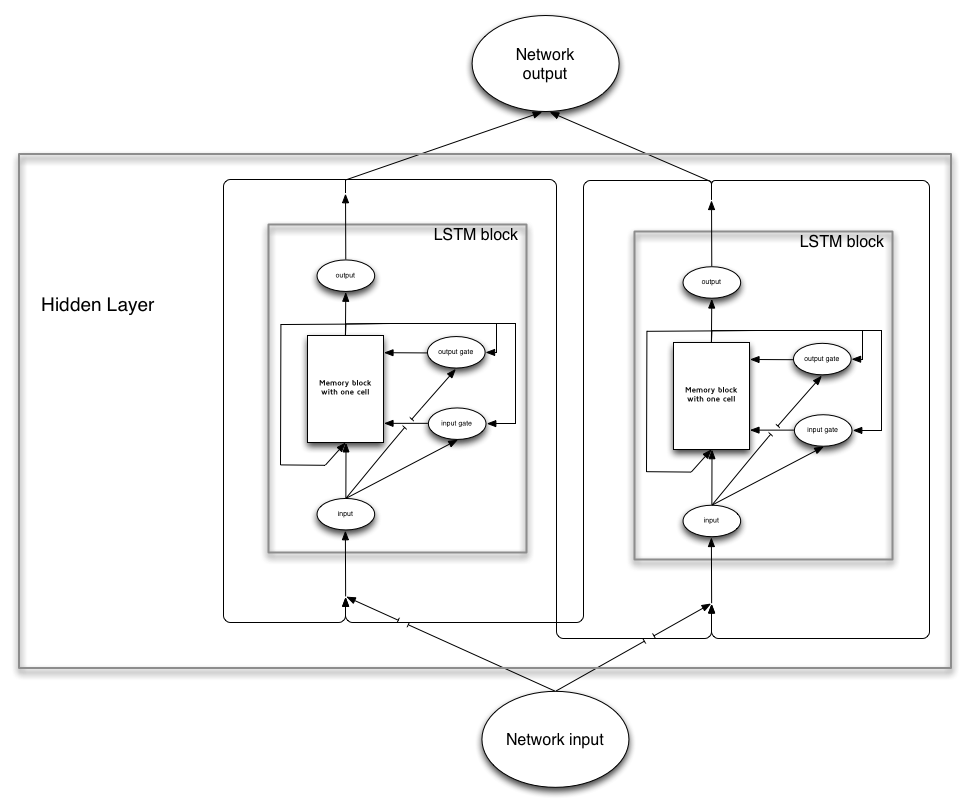 Network
output
LSTM block
LSTM block
Hidden Layer
output
output
output gate
output gate
Memory block
with one cell
Memory block
with one cell
input gate
input gate
input
input
Network input